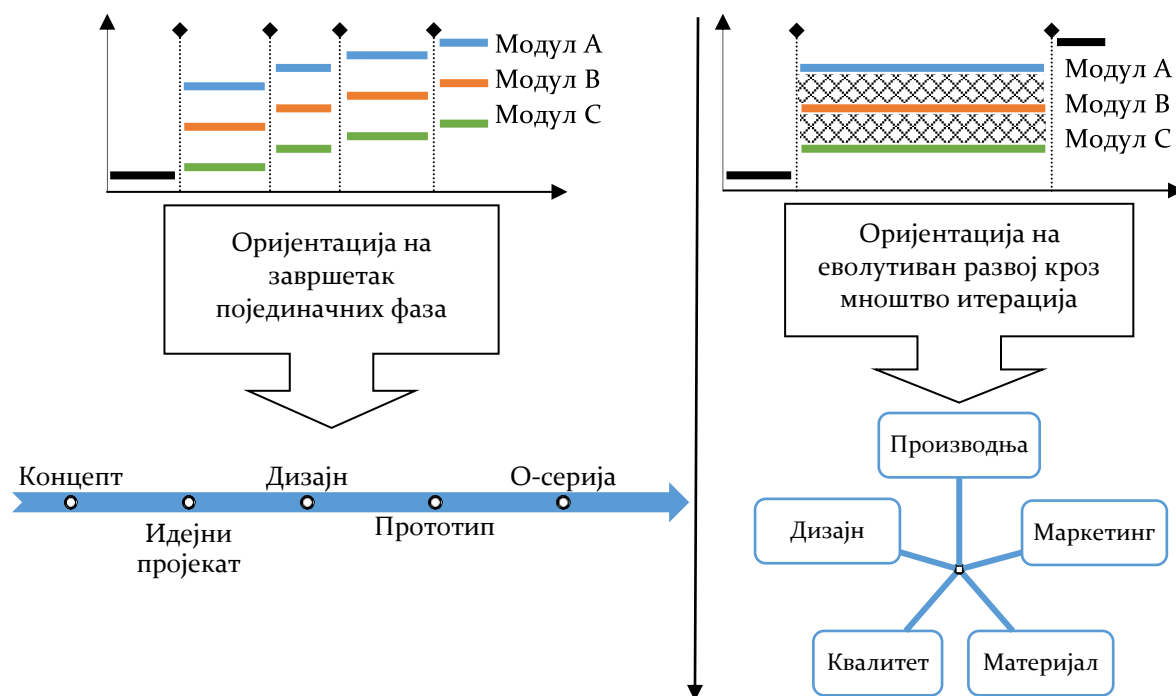 Модул А
Модул В
Модул С
Оријентација на
завршетак
појединачних фаза
Концепт
Идејни
пројекат
Дизајн
Прототип
О-серија
Модул А
Модул В
Модул С
Оријентација на
еволутиван развој кроз
мноштво итерација
Производња
Дизајн
Маркетинг
Квалитет
Материјал